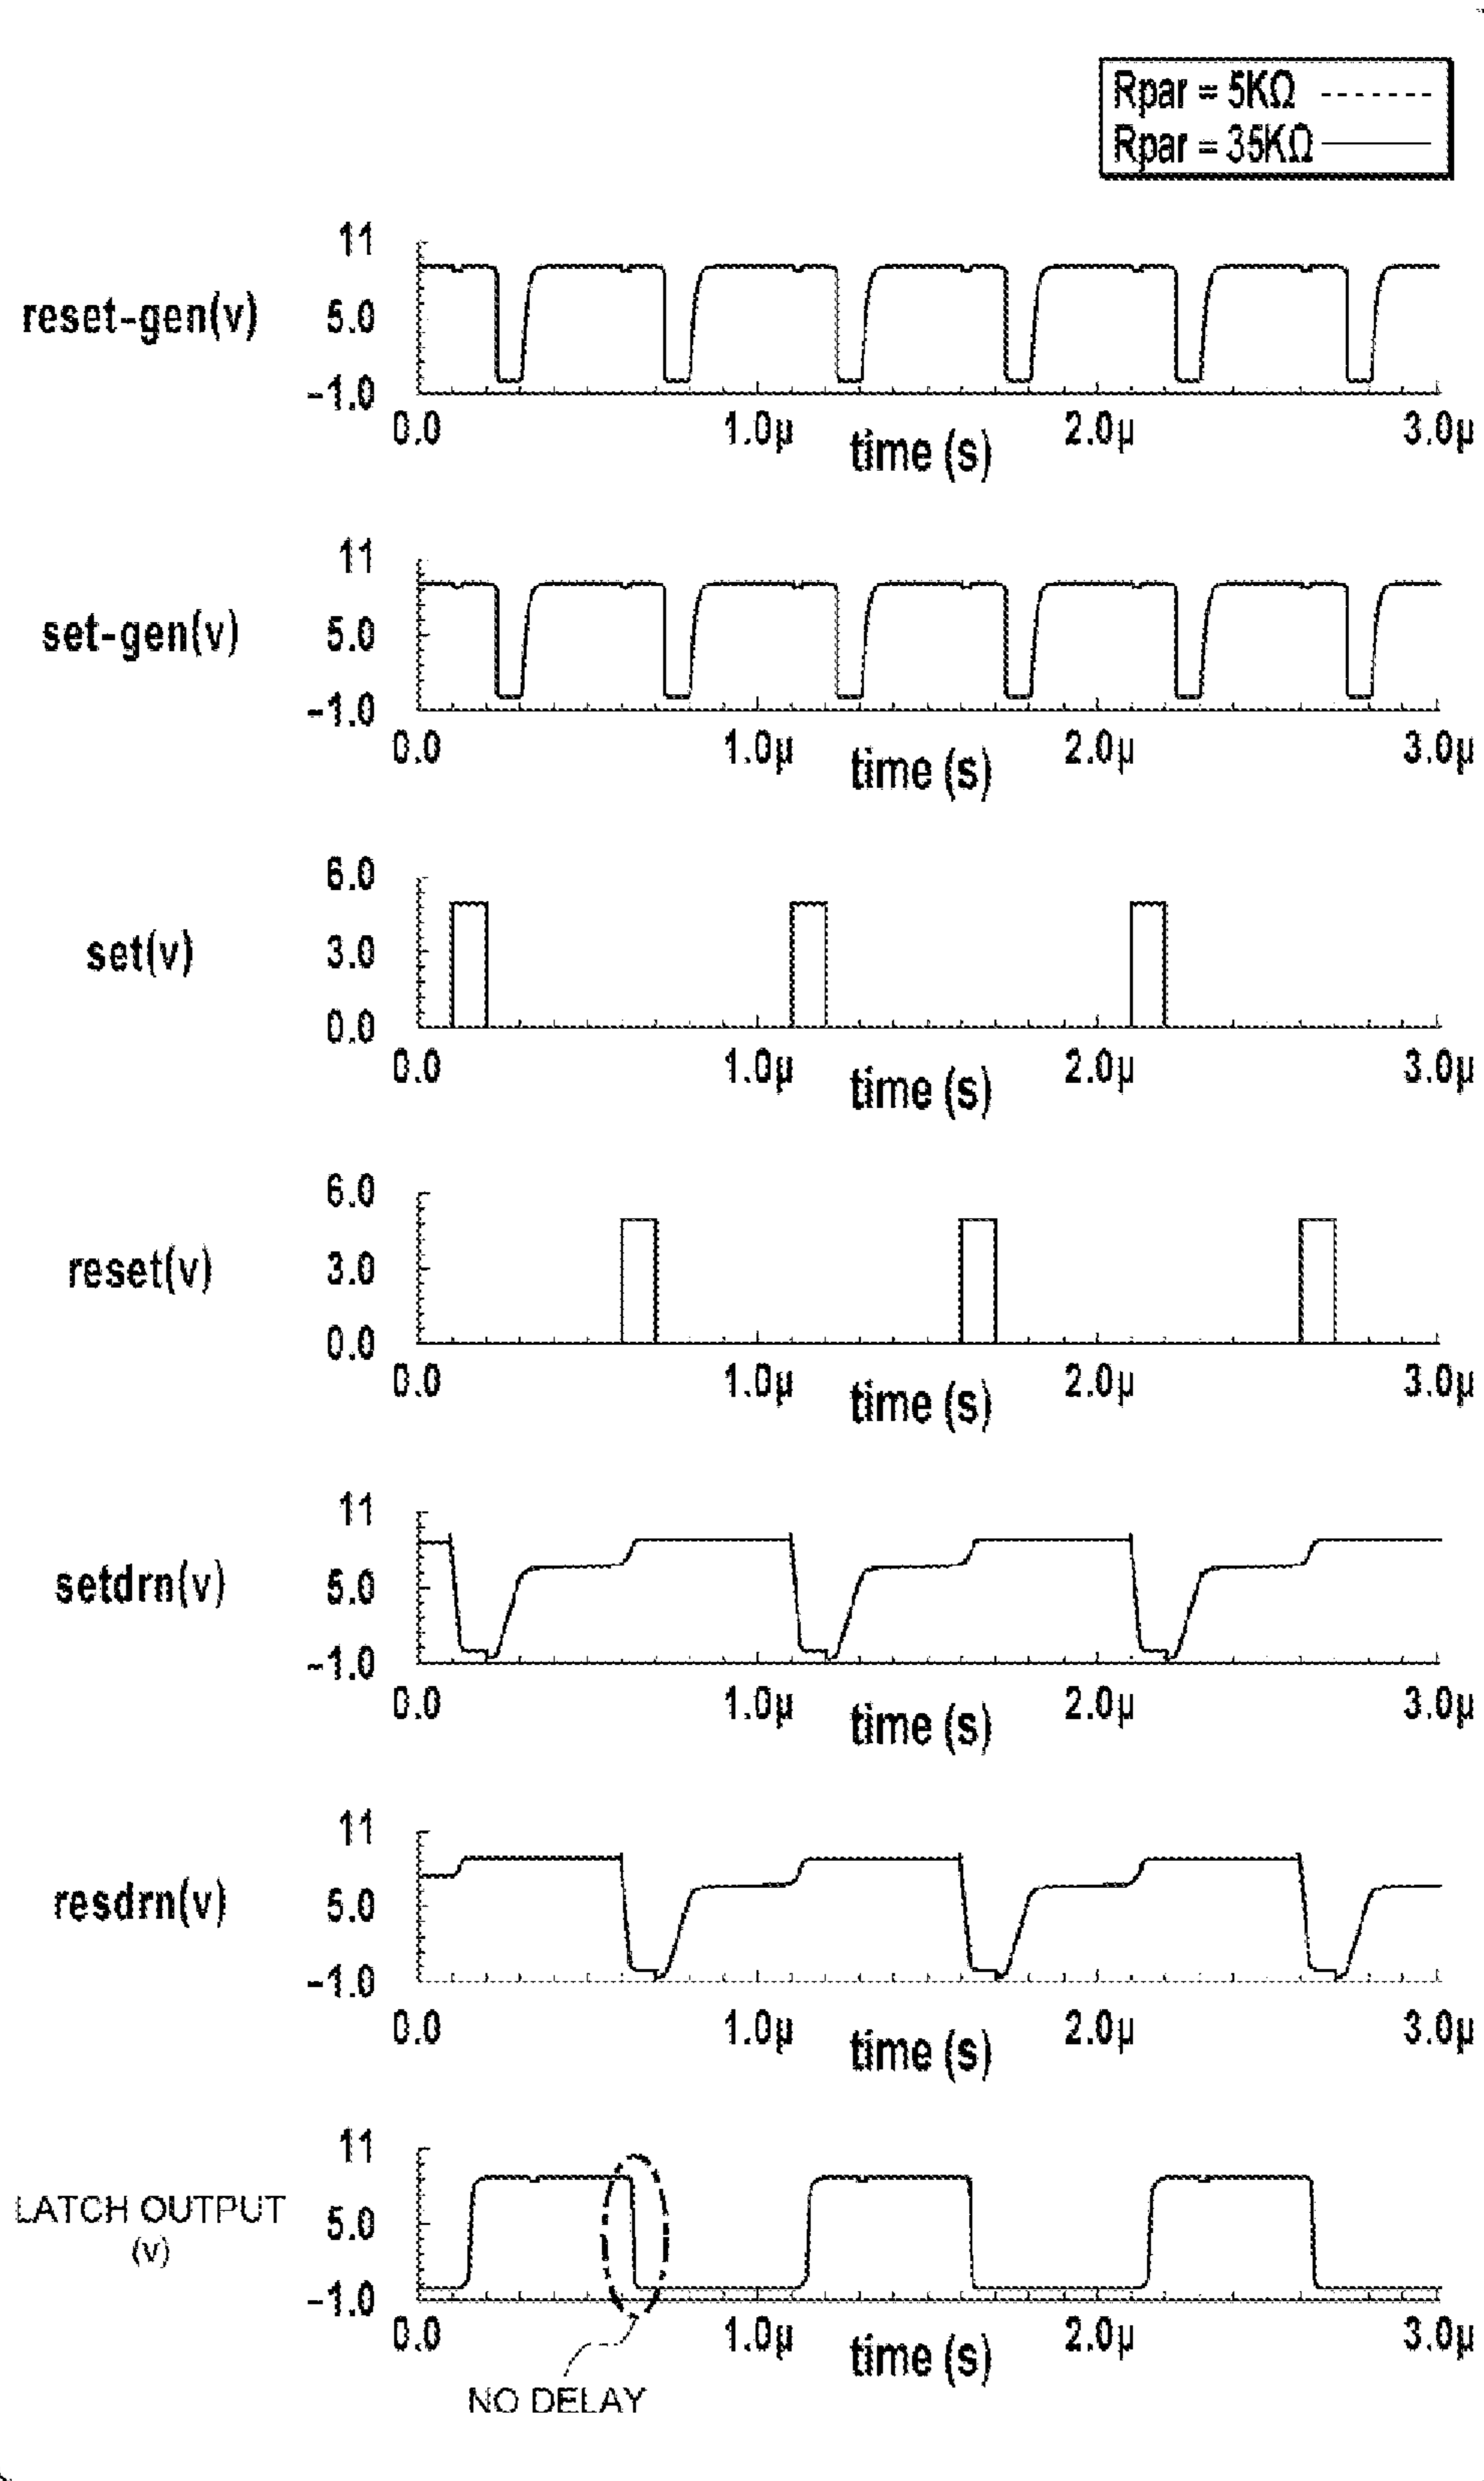 Rpar = 5KΩ
Rpar = 35KΩ
reset-gen(v)
11
5.0
-1.0
0.0 1.0μ 2.0μ 3.0μ
time (s)
set-gen(v)
11
5.0
-1.0
0.0 1.0μ 2.0μ 3.0μ
time (s)
set(v)
6.0
3.0
0.0
0.0 1.0μ 2.0μ 3.0μ
time (s)
reset(v)
6.0
3.0
0.0
0.0 1.0μ 2.0μ 3.0μ
time (s)
setdrn(v)
11
5.0
-1.0
0.0 1.0μ 2.0μ 3.0μ
time (s)
resdrn(v)
11
5.0
-1.0
0.0 1.0μ 2.0μ 3.0μ
time (s)
LATCH OUTPUT
(v)
11
5.0
-1.0
0.0 1.0μ 2.0μ 3.0μ
time (s)
NO DELAY